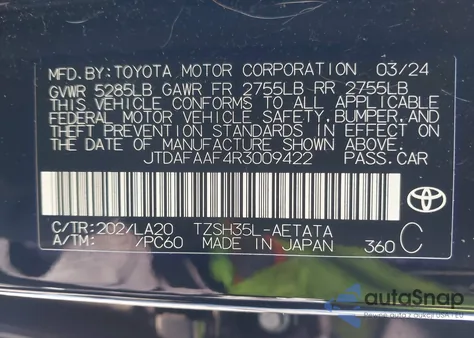 MFD.BY:TOYOTA MOTOR CORPORATION 03/24
GVWR 5285LB GAWR FR 2755LB RR 2755LB
THIS VEHICLE CONFORMS TO ALL APPLICABLE
FEDERAL MOTOR VEHICLE SAFETY,BUMPER,AND
THEFT PREVENTION STANDARDS IN EFFECT ON
THE DATE OF MANUFACTURE SHOWN ABOVE.
JTDAFAAF4R3009422 PASS.CAR
C/TR:202/LA20 TZSH35L-AETATA
A/TM: /PC60 MADE IN JAPAN 360 C
TOYOTA
autoSnap